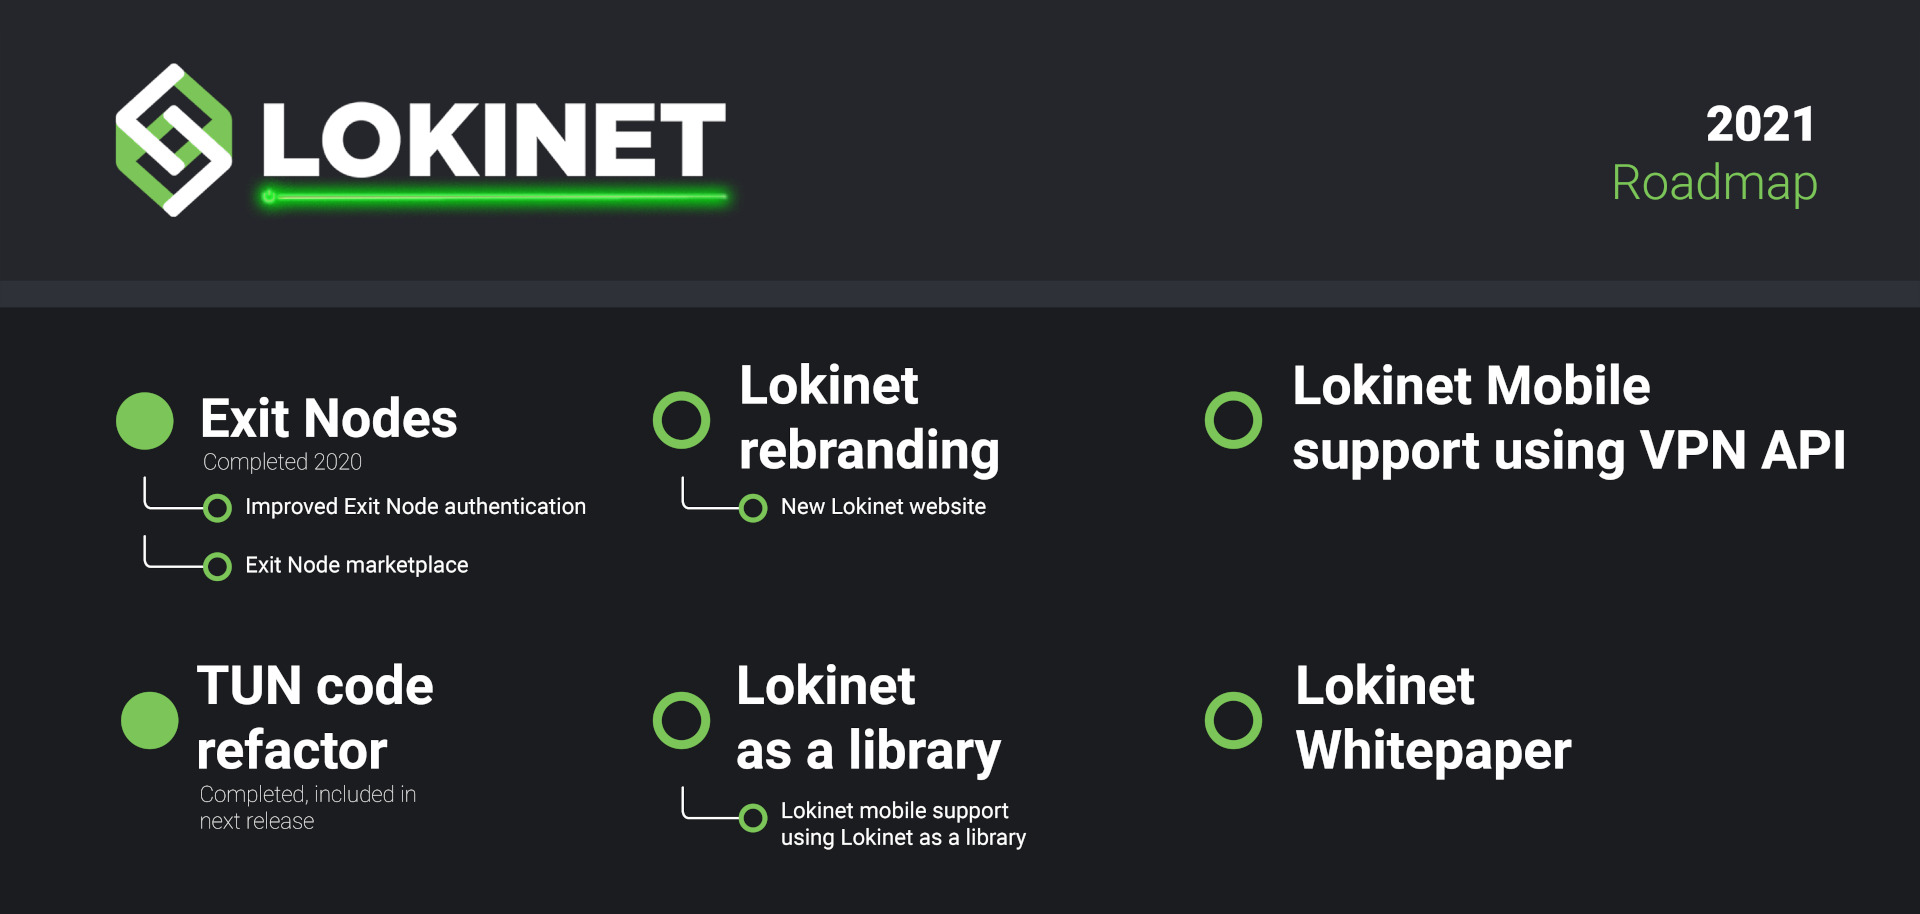 LOKINET
2021
Roadmap
Exit Nodes
Completed 2020
Improved Exit Node authentication
Exit Node marketplace
Lokinet
rebranding
New Lokinet website
Lokinet Mobile
support using VPN API
TUN code
refactor
Completed, included in
next release
Lokinet
as a library
Lokinet mobile support
using Lokinet as a library
Lokinet
Whitepaper